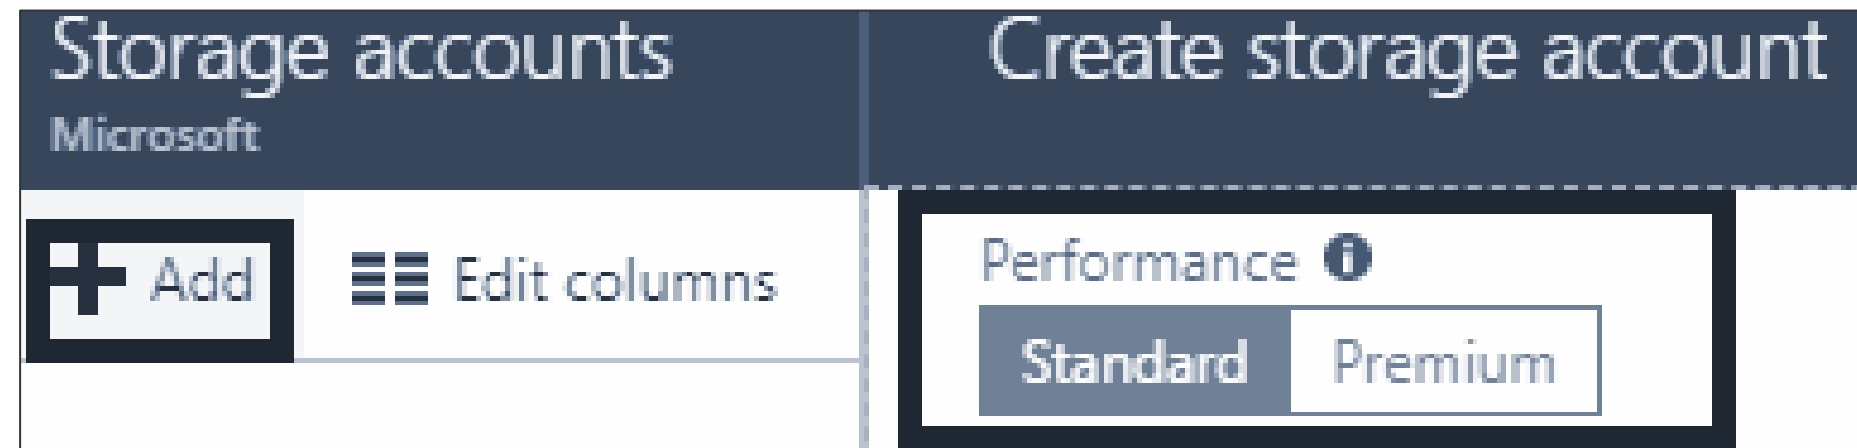 Storage accounts
Microsoft
Add
Edit columns
Create storage account
Performance
Standard
Premium